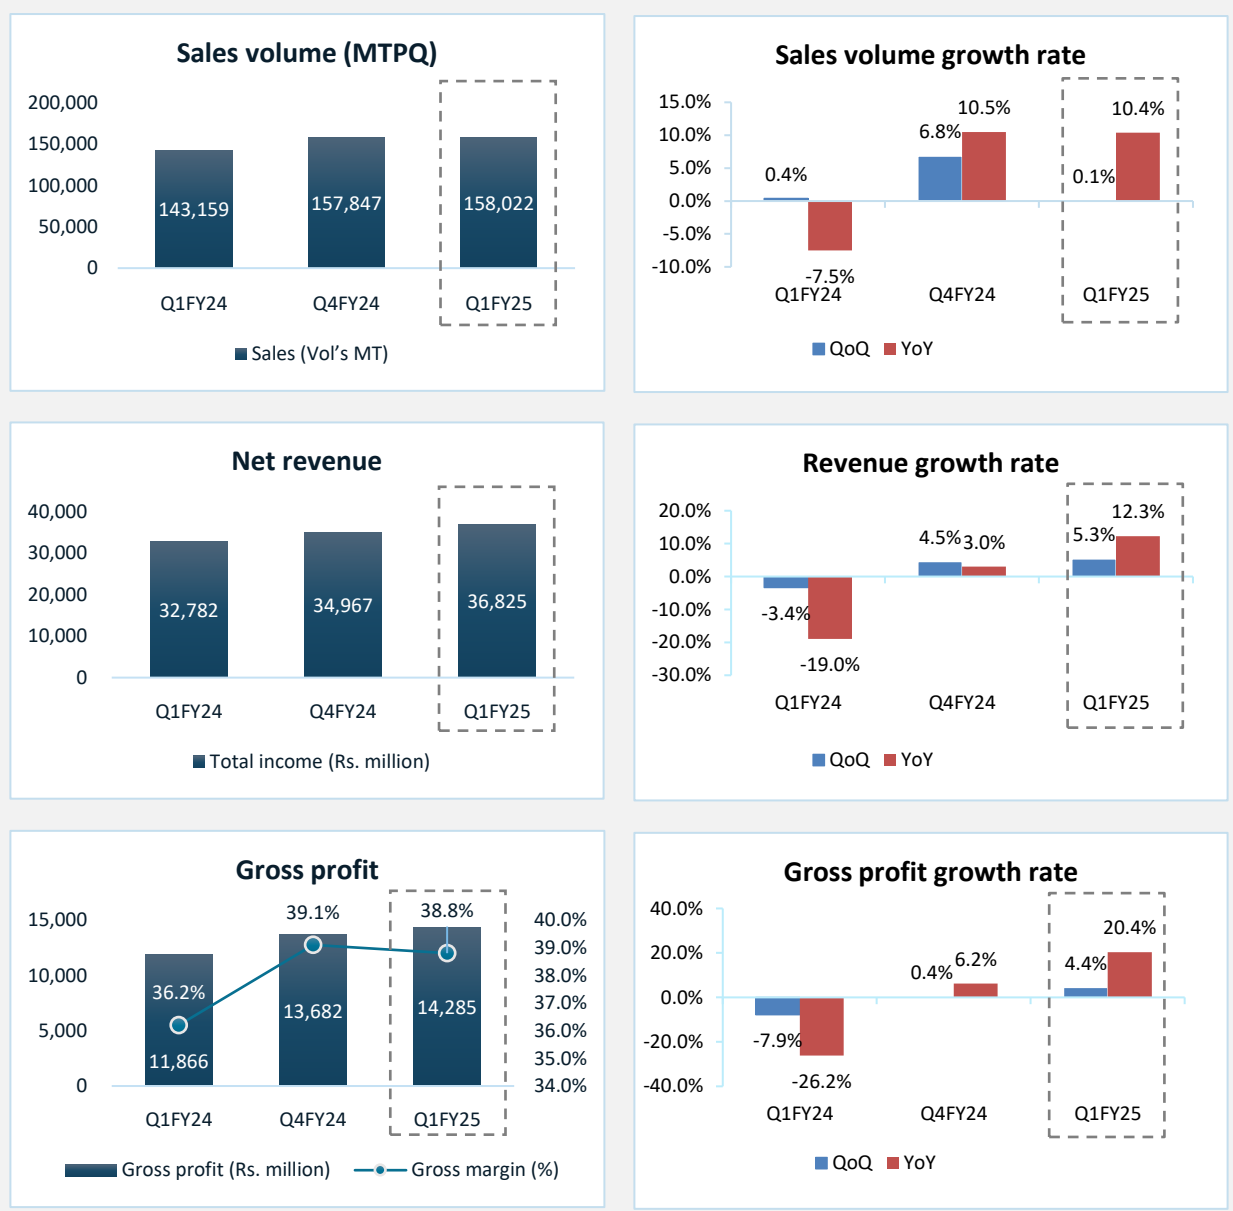 Sales volume (MTPQ)
200,000
150,000
100,000
50,000
0
143,159
157,847
158,022
Q1FY24
Q4FY24
Q1FY25
Sales (Vol's MT)
Sales volume growth rate
15.0%
10.0%
5.0%
0.0%
-5.0%
-10.0%
0.4%
-7.5%
6.8%
10.5%
0.1%
10.4%
Q1FY24
Q4FY24
Q1FY25
QoQ
YoY
Net revenue
40,000
30,000
20,000
10,000
0
32,782
34,967
36,825
Q1FY24
Q4FY24
Q1FY25
Total income (Rs. million)
Revenue growth rate
20.0%
10.0%
0.0%
-10.0%
-20.0%
-30.0%
-3.4%
-19.0%
4.5%
3.0%
5.3%
12.3%
Q1FY24
Q4FY24
Q1FY25
QoQ
YoY
Gross profit
15,000
10,000
5,000
0
36.2%
11,866
39.1%
13,682
38.8%
14,285
40.0%
39.0%
38.0%
37.0%
36.0%
35.0%
34.0%
Q1FY24
Q4FY24
Q1FY25
Gross profit (Rs. million)
Gross margin (%)
Gross profit growth rate
40.0%
20.0%
0.0%
-20.0%
-40.0%
-7.9%
-26.2%
0.4%
6.2%
4.4%
20.4%
Q1FY24
Q4FY24
Q1FY25
QoQ
YoY